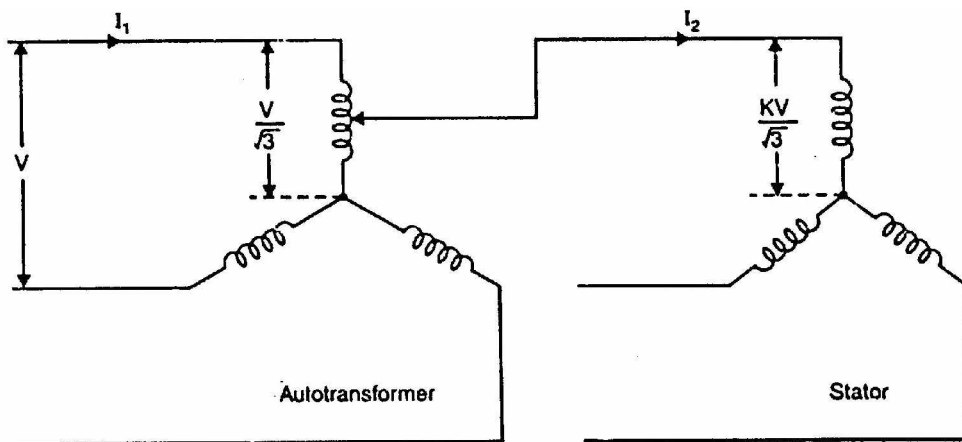 I₁
I₂
V
V/√3
KV/√3
Autotransformer
Stator